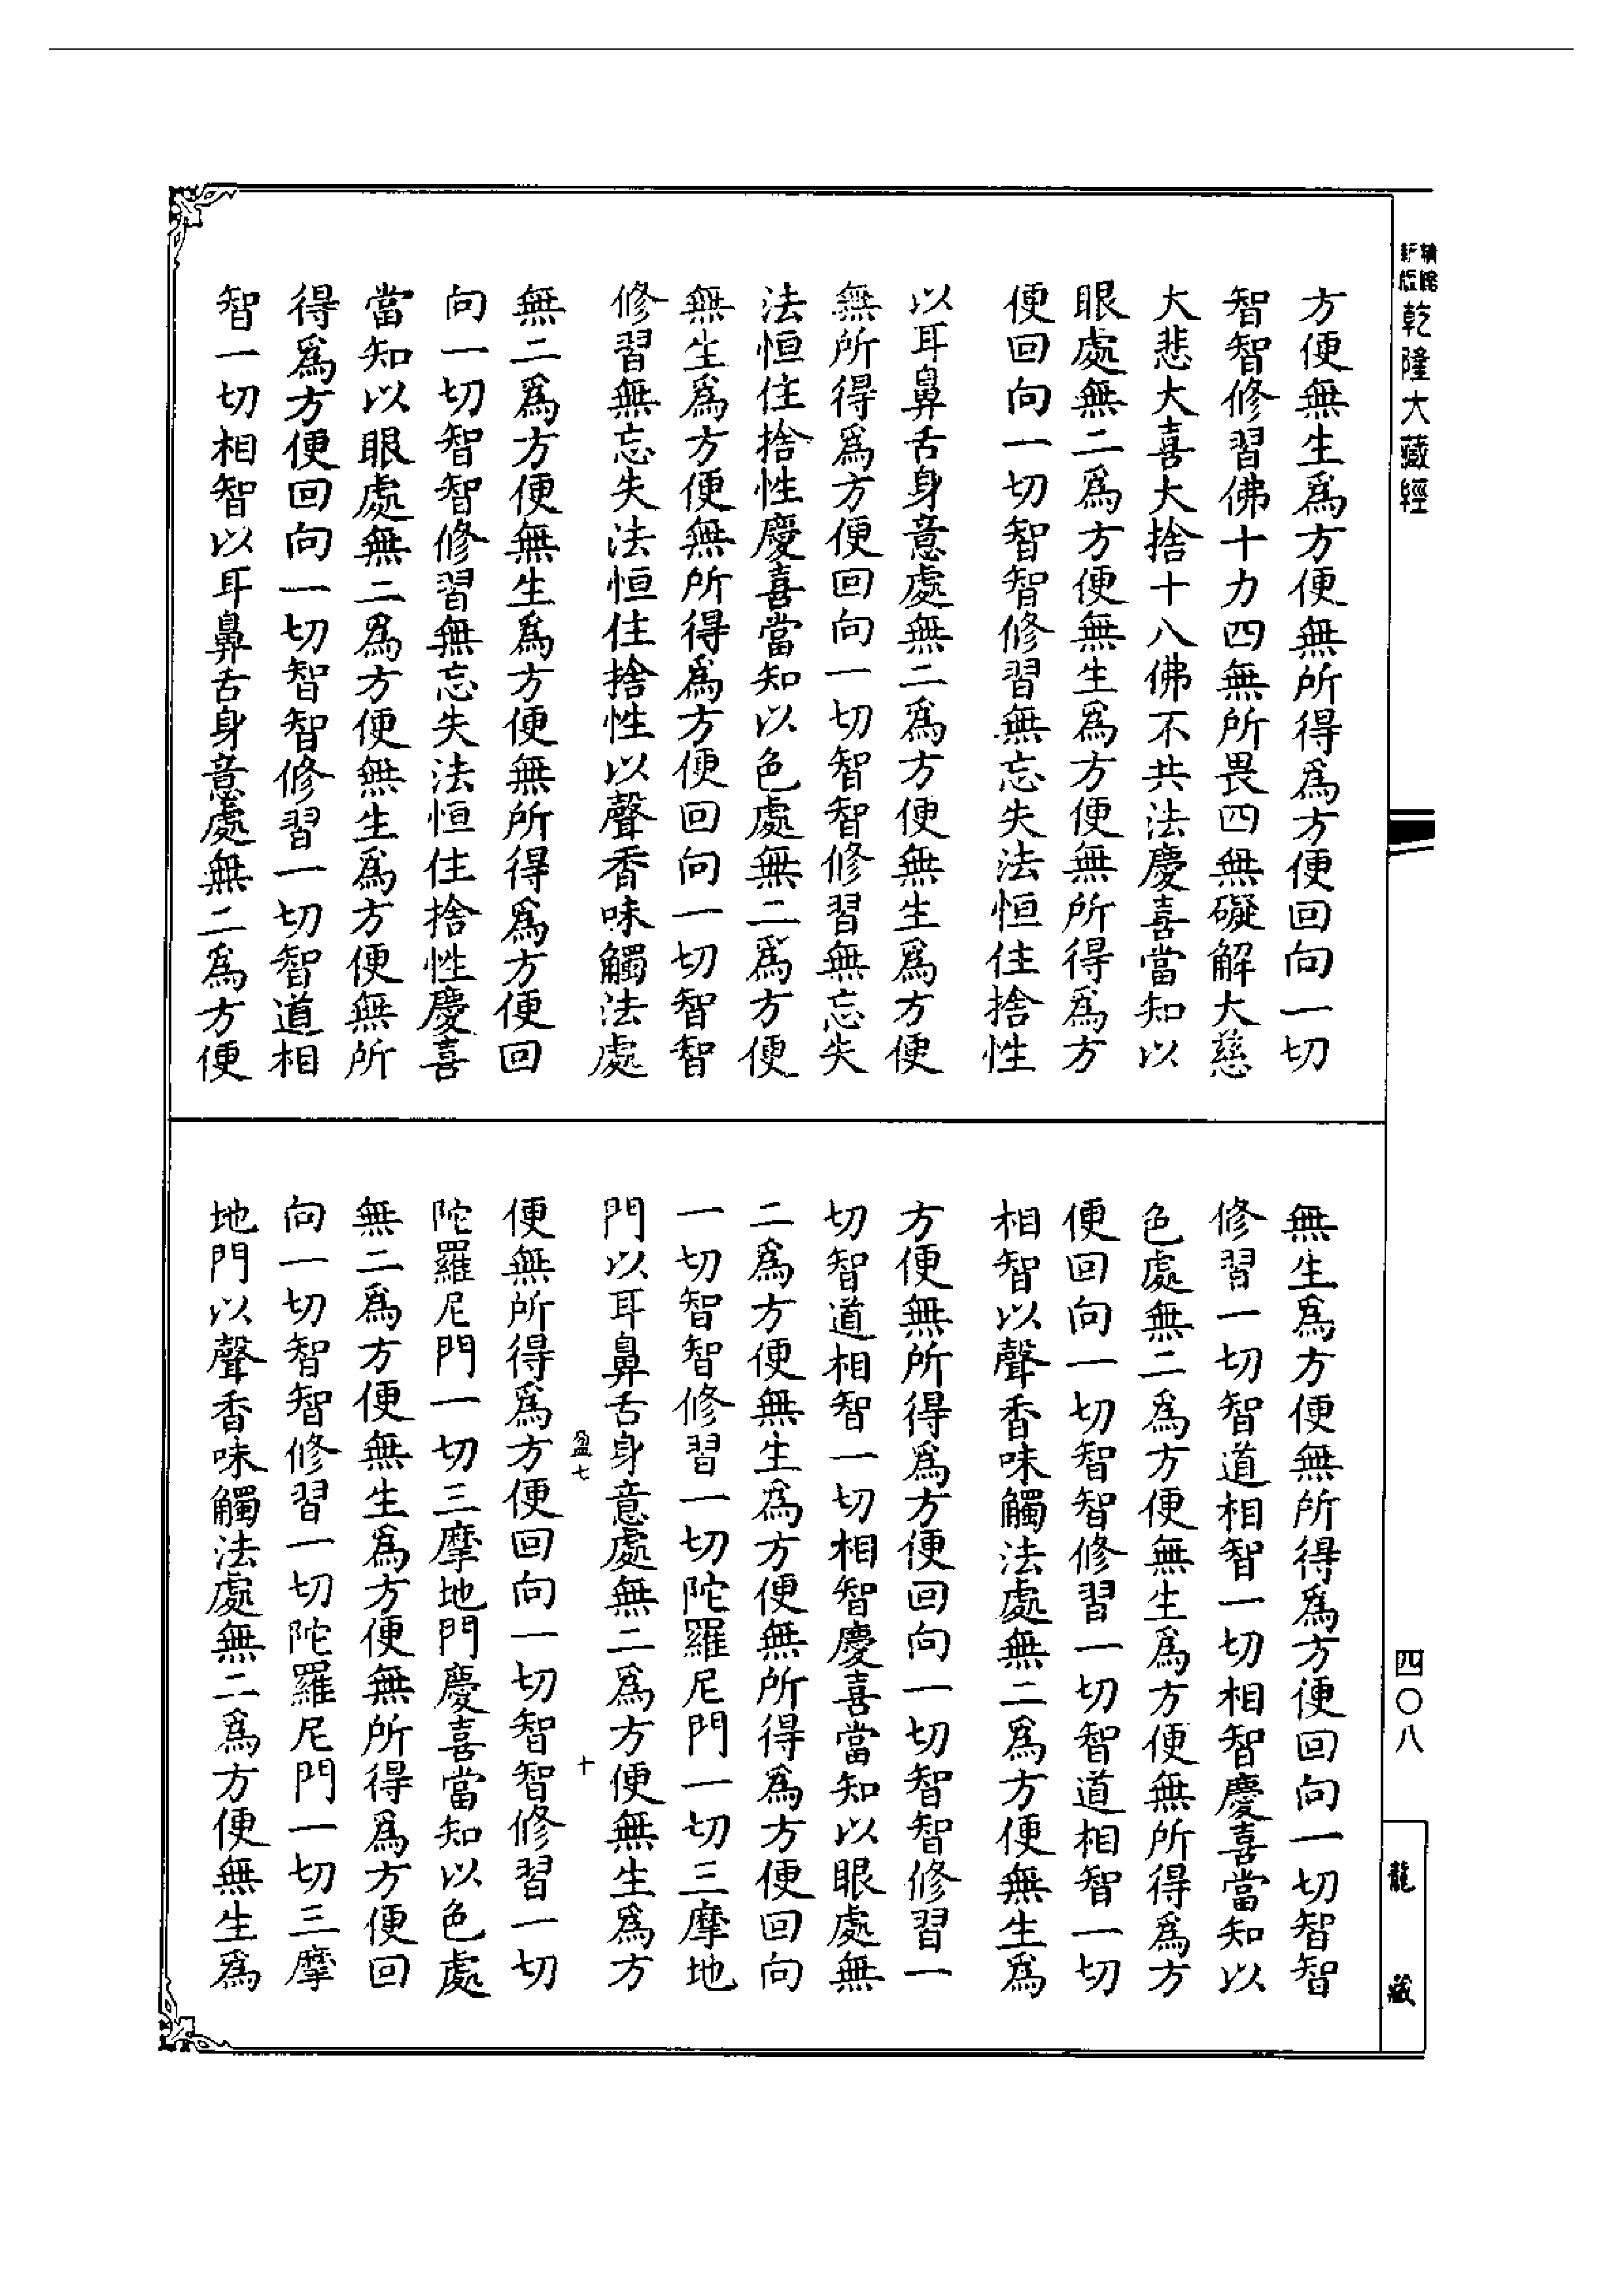 乾隆大藏經
方便無生爲方便無所得爲方便回向一切
智智修習佛十力四無所畏四無礙解大慈
大悲大喜大捨十八佛不共法慶喜當知以
眼處無二爲方便無生爲方便無所得爲方
便回向一切智智修習無忘失法恒住捨性
以耳鼻舌身意處無二爲方便無生爲方便
無所得爲方便回向一切智智修習無忘失
法恒住捨性慶喜當知以色處無二爲方便
無生爲方便無所得爲方便回向一切智智
修習無忘失法恒住捨性以聲香味觸法處
無二爲方便無生爲方便無所得爲方便回
向一切智智修習無忘失法恒住捨性慶喜
當知以眼處無二爲方便無生爲方便無所
得爲方便回向一切智智修習一切智道相
智一切相智以耳鼻舌身意處無二爲方便
無生爲方便無所得爲方便回向一切智智
修習一切智道相智一切相智慶喜當知以
色處無二爲方便無生爲方便無所得爲方
便回向一切智智修習一切智道相智一切
相智以聲香味觸法處無二爲方便無生爲
方便無所得爲方便回向一切智智修習一
切智道相智一切相智慶喜當知以眼處無
二爲方便無生爲方便無所得爲方便回向
一切智智修習一切陀羅尼門一切三摩地
門以耳鼻舌身意處無二爲方便無生爲方
盈七 十
便無所得爲方便回向一切智智修習一切
陀羅尼門一切三摩地門慶喜當知以色處
無二爲方便無生爲方便無所得爲方便回
向一切智智修習一切陀羅尼門一切三摩
地門以聲香味觸法處無二爲方便無生爲
四〇八
龍藏